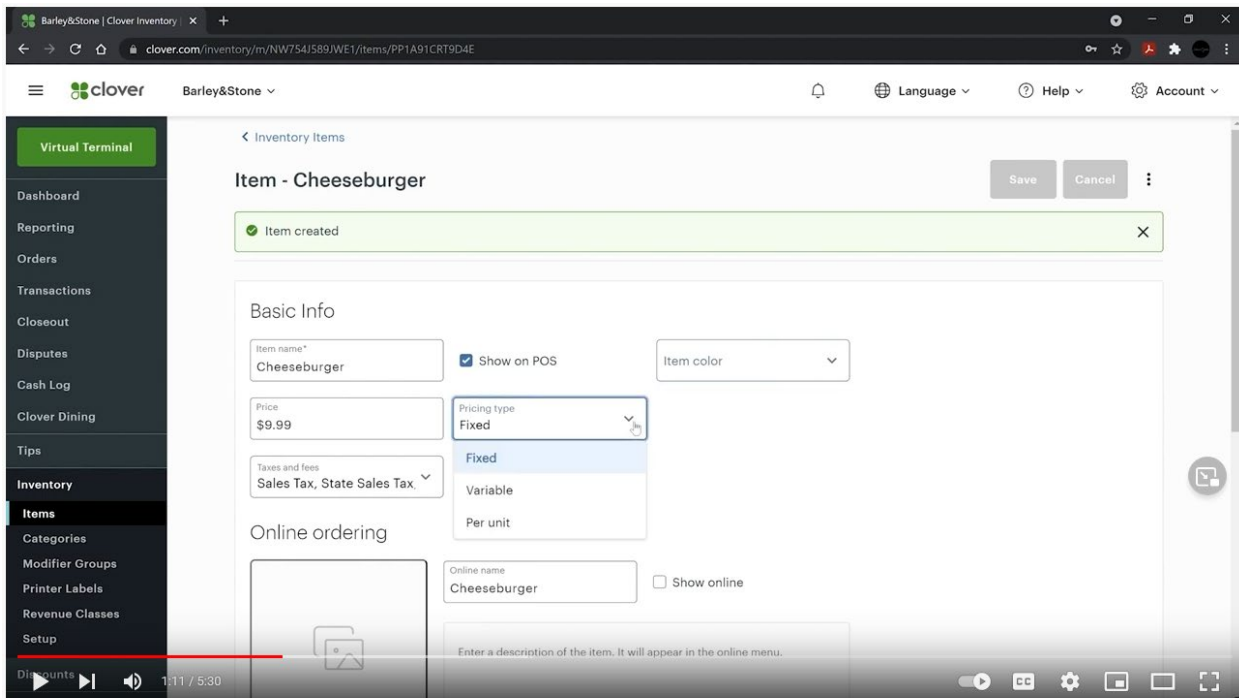 Barley&Stone | Clover Inventory
clover.com/inventory/m/NW754J589JWE1/items/PP1A91CRT9D4E
clover
Barley&Stone
Language
Help
Account
Virtual Terminal
Dashboard
Reporting
Orders
Transactions
Closeout
Disputes
Cash Log
Clover Dining
Tips
Inventory
Items
Categories
Modifier Groups
Printer Labels
Revenue Classes
Setup
Discounts
Inventory Items
Item - Cheeseburger
Save
Cancel
Item created
Basic Info
Item name*
Cheeseburger
Show on POS
Item color
Price
$9.99
Pricing type
Fixed
Fixed
Variable
Per unit
Taxes and fees
Sales Tax, State Sales Tax,
Online ordering
Online name
Cheeseburger
Show online
Enter a description of the item. It will appear in the online menu.
1:11 / 5:30
CC